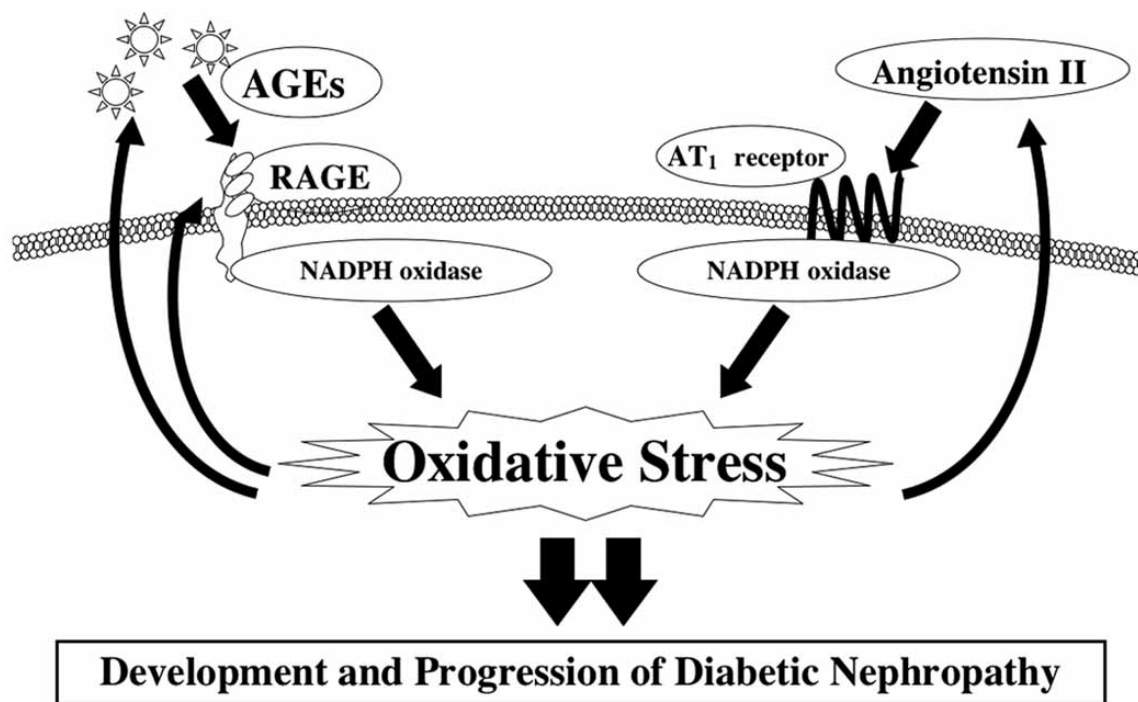 AGEs
Angiotensin II
RAGE
AT₁ receptor
NADPH oxidase
NADPH oxidase
Oxidative Stress
Development and Progression of Diabetic Nephropathy